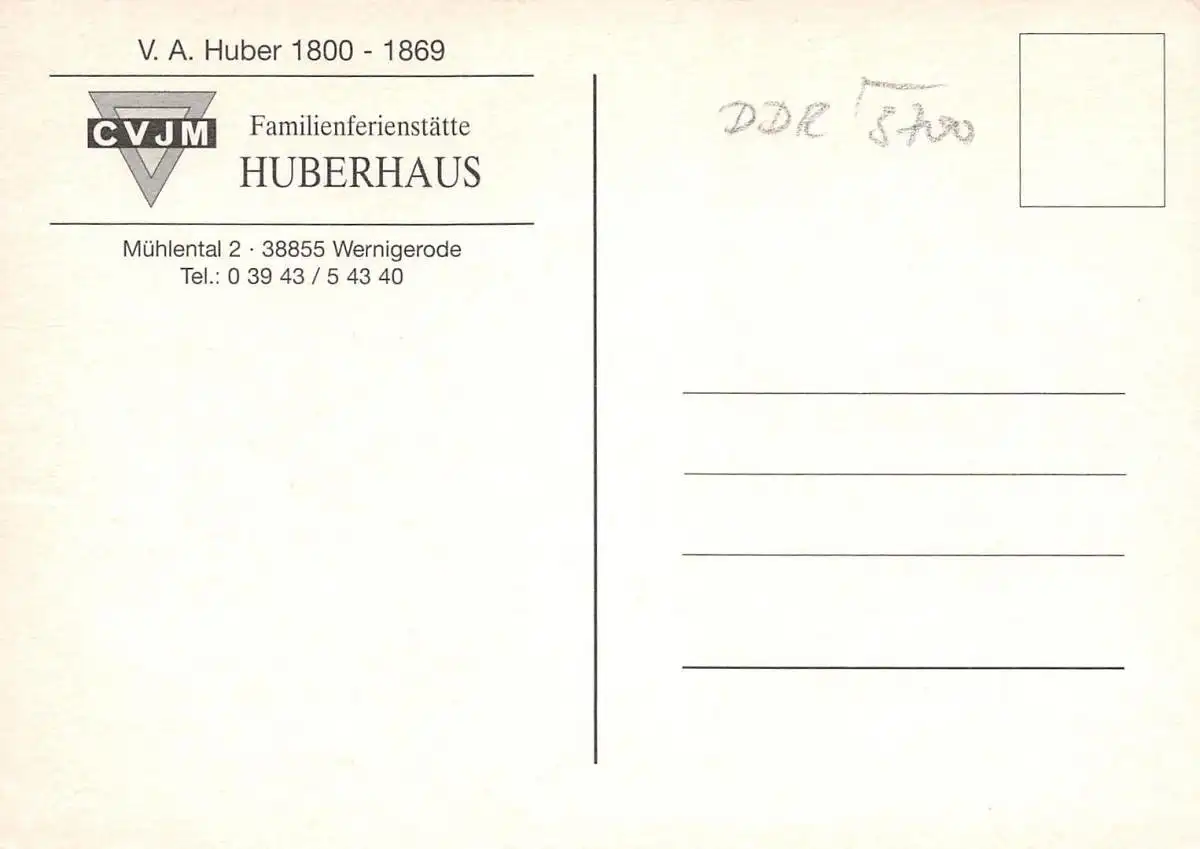 V. A. Huber 1800 - 1869
CVJM
Familienferienstätte
HUBERHAUS
Mühlental 2 · 38855 Wernigerode
Tel.: 0 39 43 / 5 43 40
DDR 3700